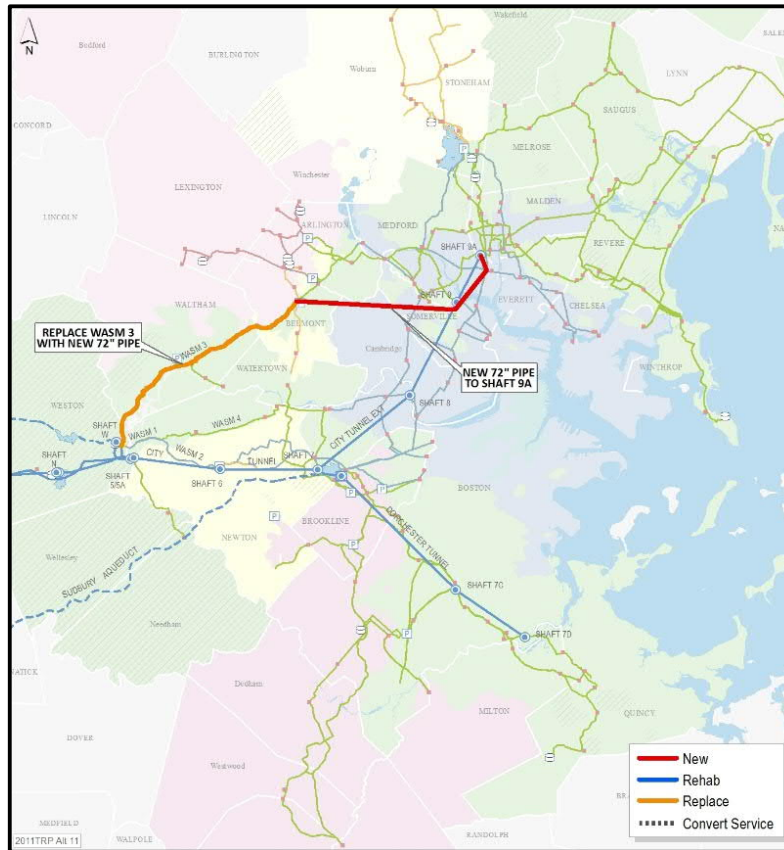 Bedford
BURLINGTON
Wakefield
Woburn
STONEHAM
LYNN
SAUGUS
CONCORD
MELROSE
Winchester
LEXINGTON
ARLINGTON
MEDFORD
MALDEN
LINCOLN
REVERE
SHAFT 9A
WALTHAM
SHAFT 9
EVERETT
CHELSEA
BELMONT
SOMERVILLE
REPLACE WASM 3
WITH NEW 72" PIPE
WASM 3
Cambridge
NEW 72" PIPE
TO SHAFT 9A
WATERTOWN
WINTHROP
WESTON
SHAFT 8
SHAFT
W
WASM 1
WASM 4
CITY TUNNEL EXT
SHAFT
N
CITY
WASM 2
TUNNEL
SHAFT 7
SHAFT
5/5A
SHAFT 6
BOSTON
BROOKLINE
NEWTON
DORCHESTER TUNNEL
Wellesley
SUDBURY AQUEDUCT
SHAFT 7C
Needham
SHAFT 7D
NATICK
Dedham
MILTON
QUINCY
DOVER
Westwood
New
Rehab
Replace
Convert Service
MEDFIELD
WALPOLE
RANDOLPH
2011TRP Alt 11
N
P
P
P
P
P
P
P
P